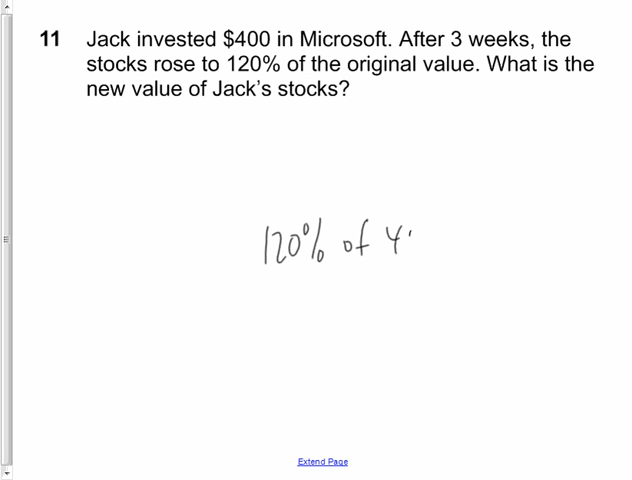 11 Jack invested $400 in Microsoft. After 3 weeks, the
stocks rose to 120% of the original value. What is the
new value of Jack's stocks?
120% of 4
Extend Page